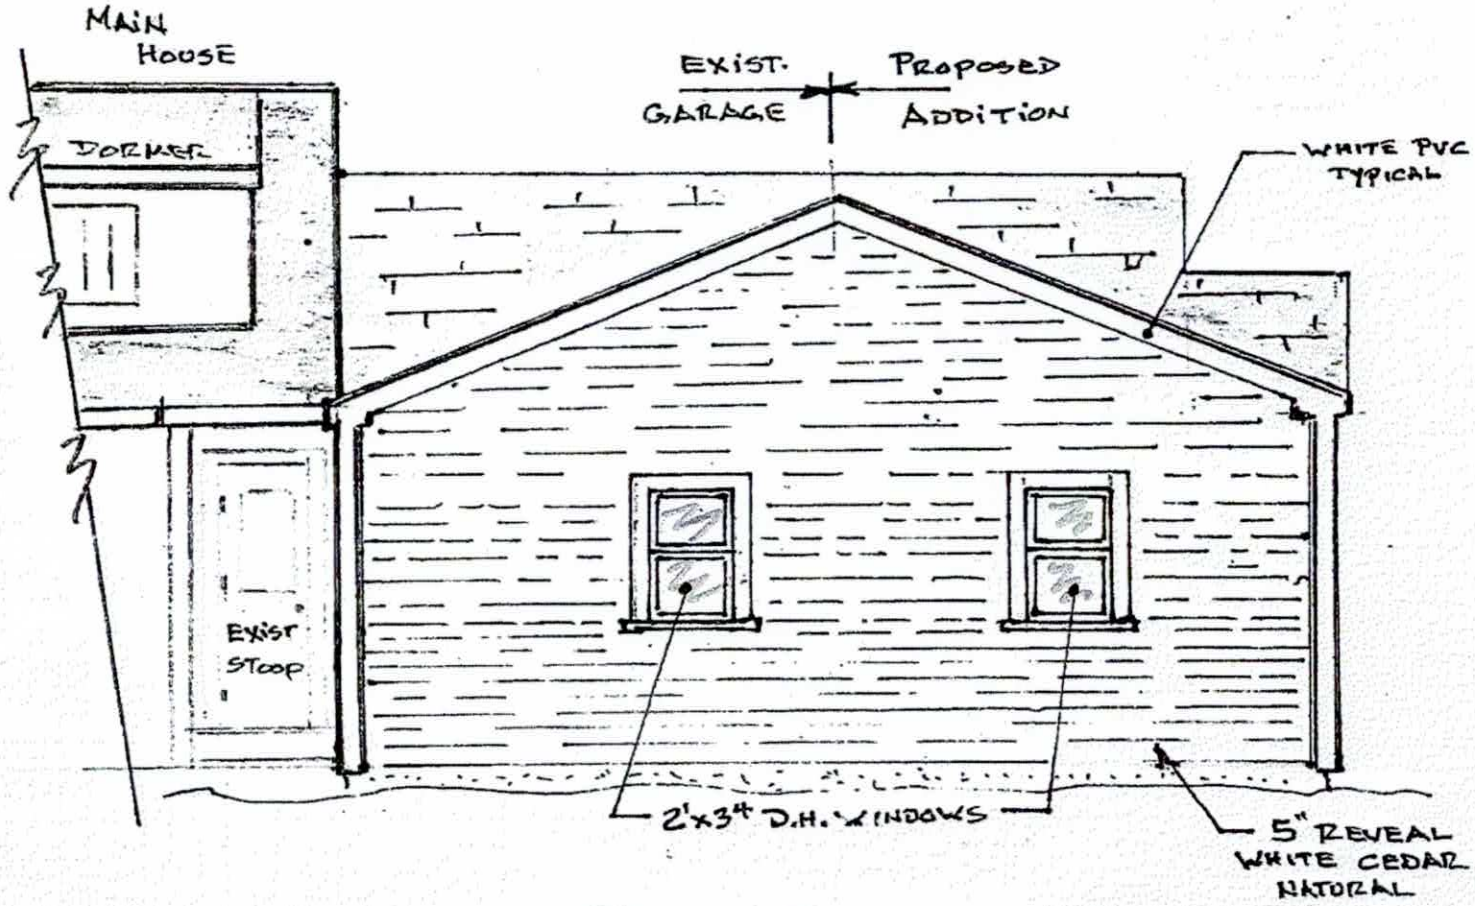 MAIN
HOUSE
EXIST.
GARAGE
PROPOSED
ADDITION
DORMER
WHITE PVC
TYPICAL
EXIST
STOOP
2'x3⁴ D.H. WINDOWS
5" REVEAL
WHITE CEDAR
NATURAL